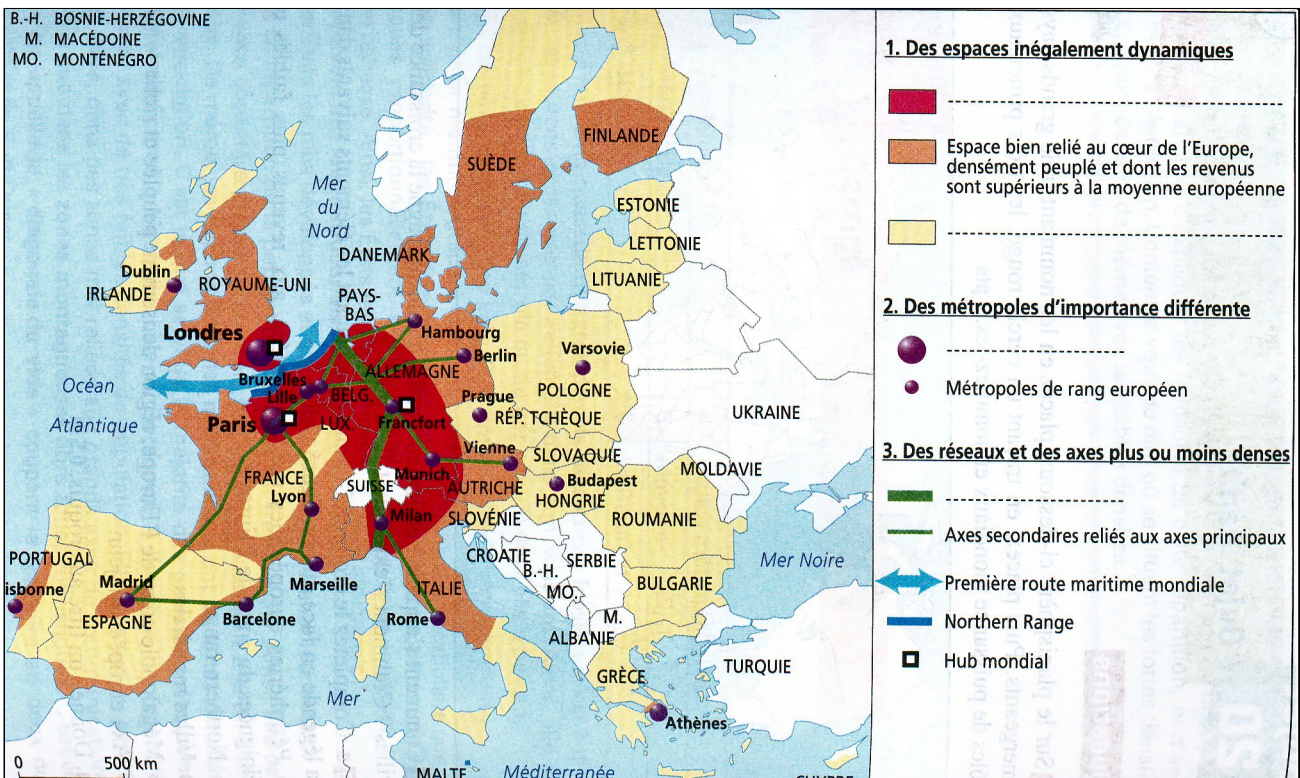 B.-H. BOSNIE-HERZÉGOVINE
M. MACÉDOINE
MO. MONTÉNÉGRO
FINLANDE
SUÈDE
Mer
du
Nord
ESTONIE
LETTONIE
LITUANIE
DANEMARK
Dublin
IRLANDE
ROYAUME-UNI
PAYS-
BAS
Londres
Hambourg
Berlin
Varsovie
POLOGNE
Océan
Atlantique
Bruxelles
Lille
BELG.
ALLEMAGNE
Prague
RÉP. TCHÈQUE
UKRAINE
Paris
LUX.
Francfort
Vienne
SLOVAQUIE
MOLDAVIE
FRANCE
Lyon
SUISSE
Munich
AUTRICHE
Budapest
HONGRIE
ROUMANIE
Milan
SLOVÉNIE
CROATIE
B.-H.
SERBIE
MO.
BULGARIE
Mer Noire
PORTUGAL
isbonne
Madrid
ESPAGNE
Barcelone
Marseille
ITALIE
Rome
M.
ALBANIE
GRÈCE
TURQUIE
Athènes
Mer
Méditerranée
MALTE
CHYPRE
0 500 km
1. Des espaces inégalement dynamiques
Espace bien relié au cœur de l'Europe,
densément peuplé et dont les revenus
sont supérieurs à la moyenne européenne
2. Des métropoles d'importance différente
Métropoles de rang européen
3. Des réseaux et des axes plus ou moins denses
Axes secondaires reliés aux axes principaux
Première route maritime mondiale
Northern Range
Hub mondial